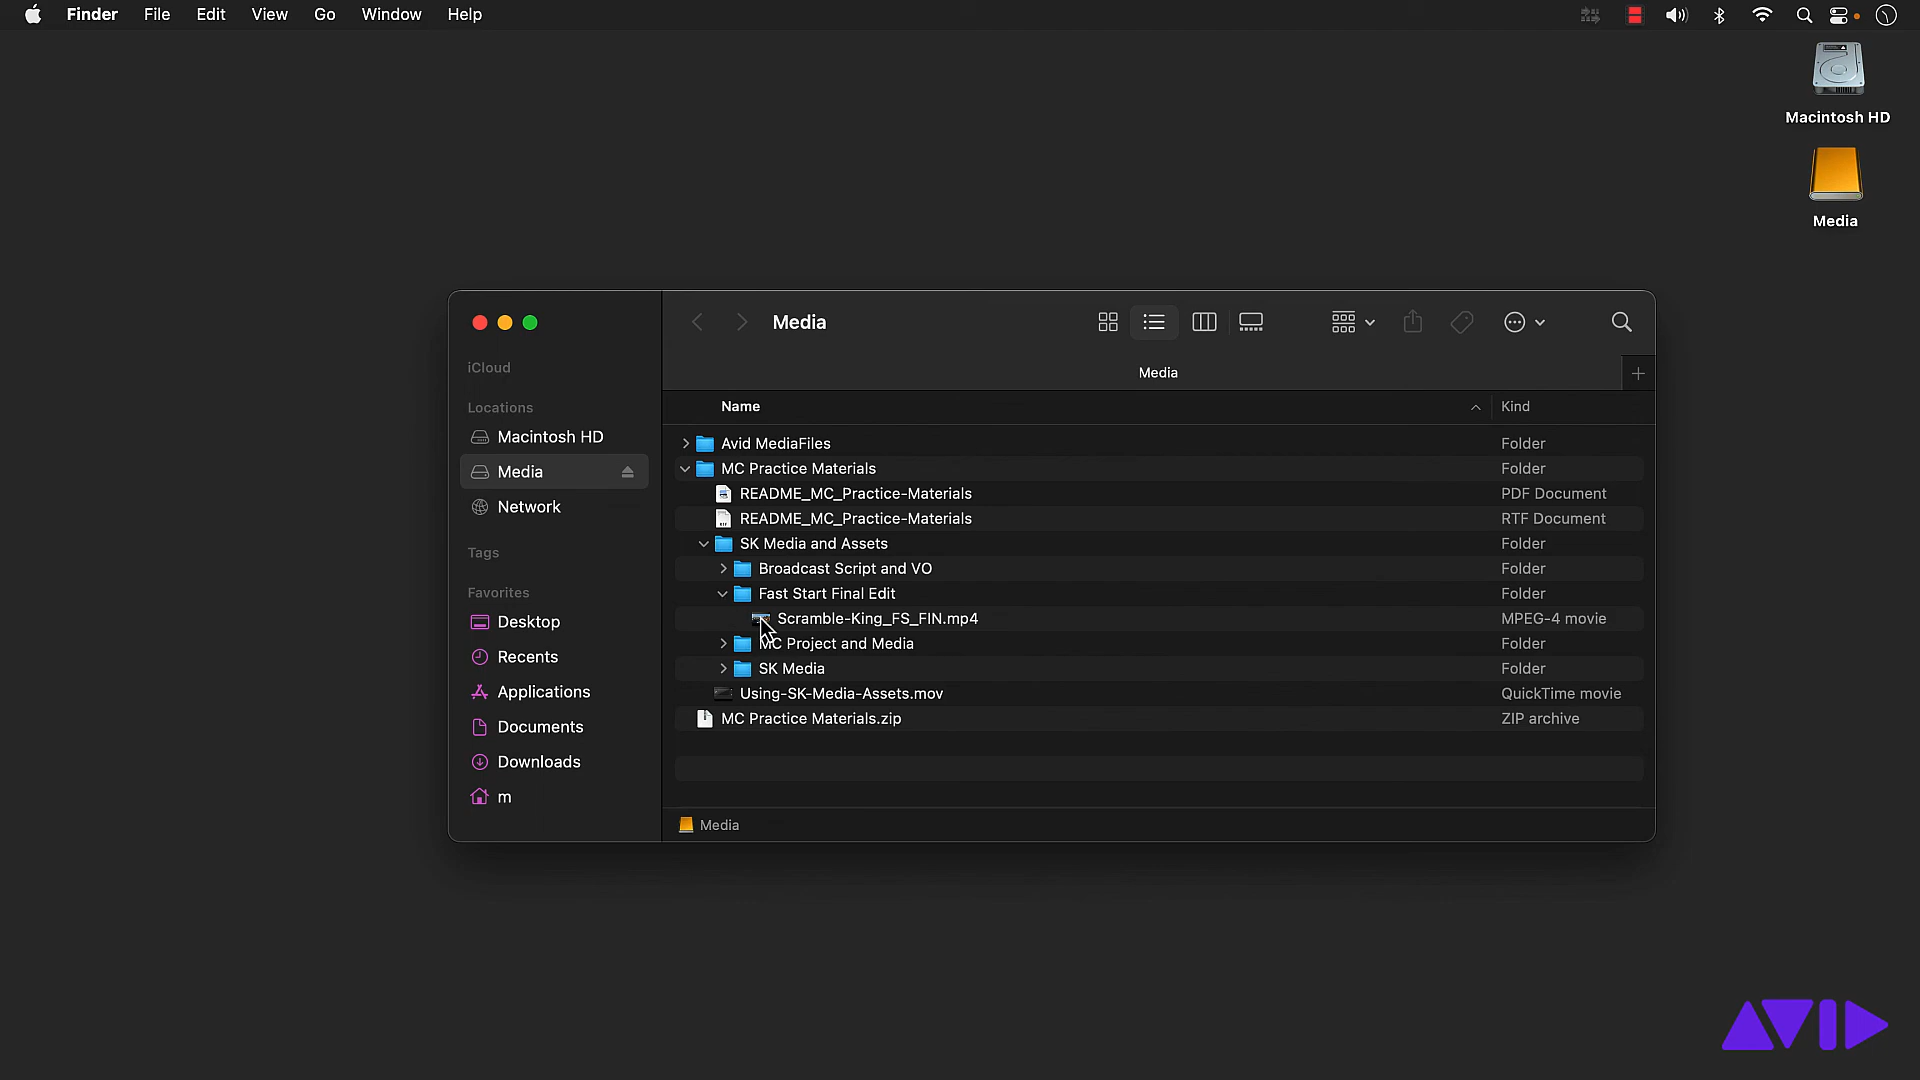 Finder File Edit View Go Window Help
Macintosh HD
Media
Media
Media
iCloud
Locations
Macintosh HD
Media
Network
Tags
Favorites
Desktop
Recents
Applications
Documents
Downloads
m
Name Kind
Avid MediaFiles Folder
MC Practice Materials Folder
README_MC_Practice-Materials PDF Document
README_MC_Practice-Materials RTF Document
SK Media and Assets Folder
Broadcast Script and VO Folder
Fast Start Final Edit Folder
Scramble-King_FS_FIN.mp4 MPEG-4 movie
MC Project and Media Folder
SK Media Folder
Using-SK-Media-Assets.mov QuickTime movie
MC Practice Materials.zip ZIP archive
Media
AVID